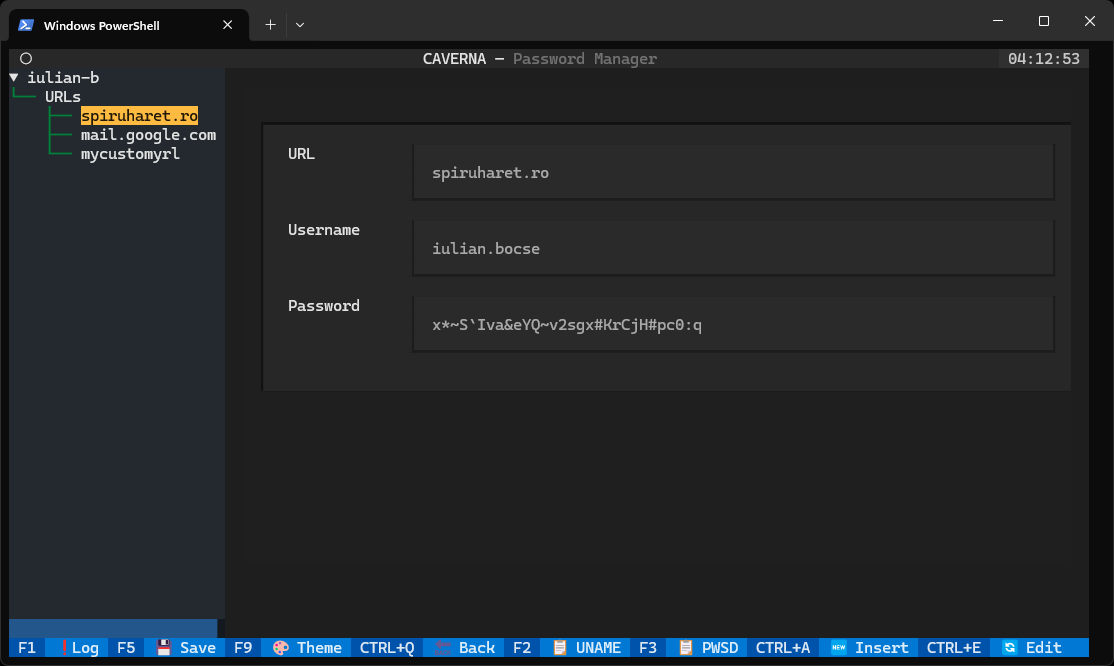 Windows PowerShell
CAVERNA — Password Manager 04:12:53
▼ iulian-b
URLs
spiruharet.ro
mail.google.com
mycustomyrl
URL
spiruharet.ro
Username
iulian.bocse
Password
x*~S`Iva&eYQ~v2sgx#KrCjH#pc0:q
F1 ❗Log F5 💾 Save F9 🎨 Theme CTRL+Q Back F2 📋 UNAME F3 📋 PWSD CTRL+A 🆕 Insert CTRL+E 🔄 Edit